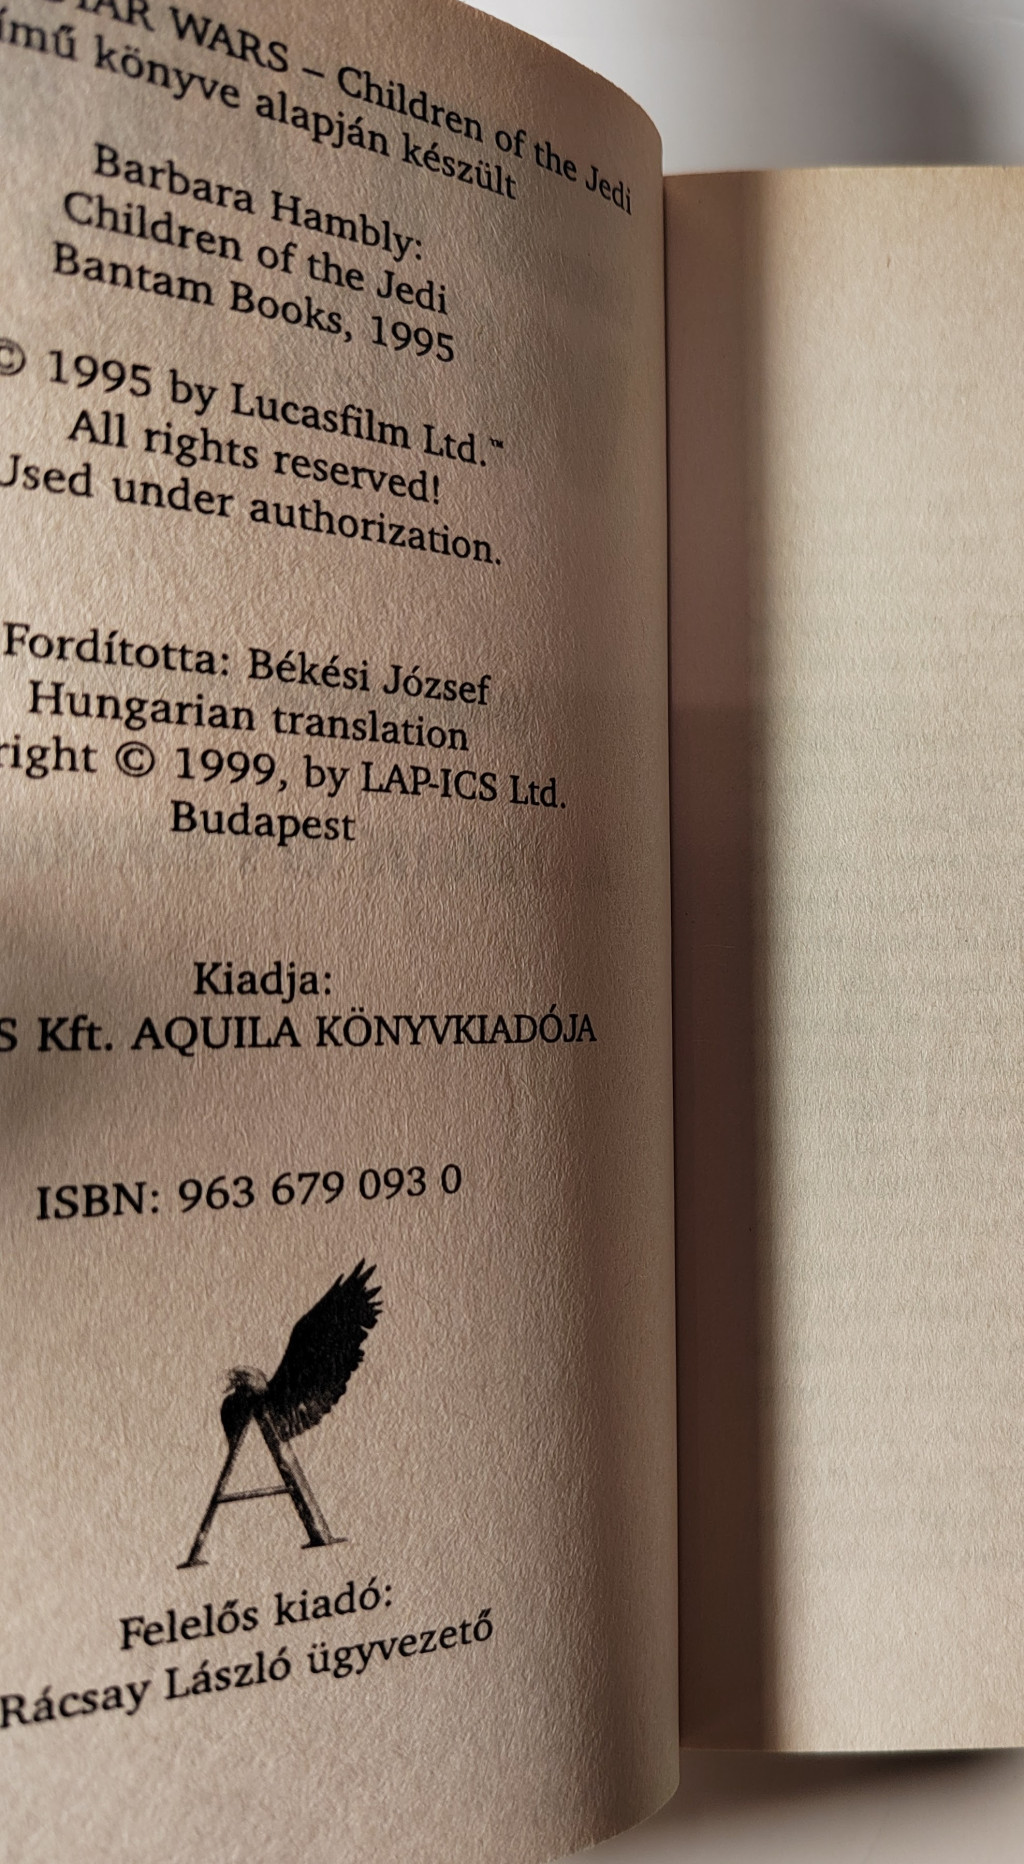 WARS – Children of the Jedi
könyve alapján készült
Barbara Hambly:
Children of the Jedi
Bantam Books, 1995
© 1995 by Lucasfilm Ltd.™
All rights reserved!
Used under authorization.
Fordította: Békési József
Hungarian translation
right © 1999, by LAP-ICS Ltd.
Budapest
Kiadja:
S Kft. AQUILA KÖNYVKIADÓJA
ISBN: 963 679 093 0
A
Felelős kiadó:
Rácsay László ügyvezető